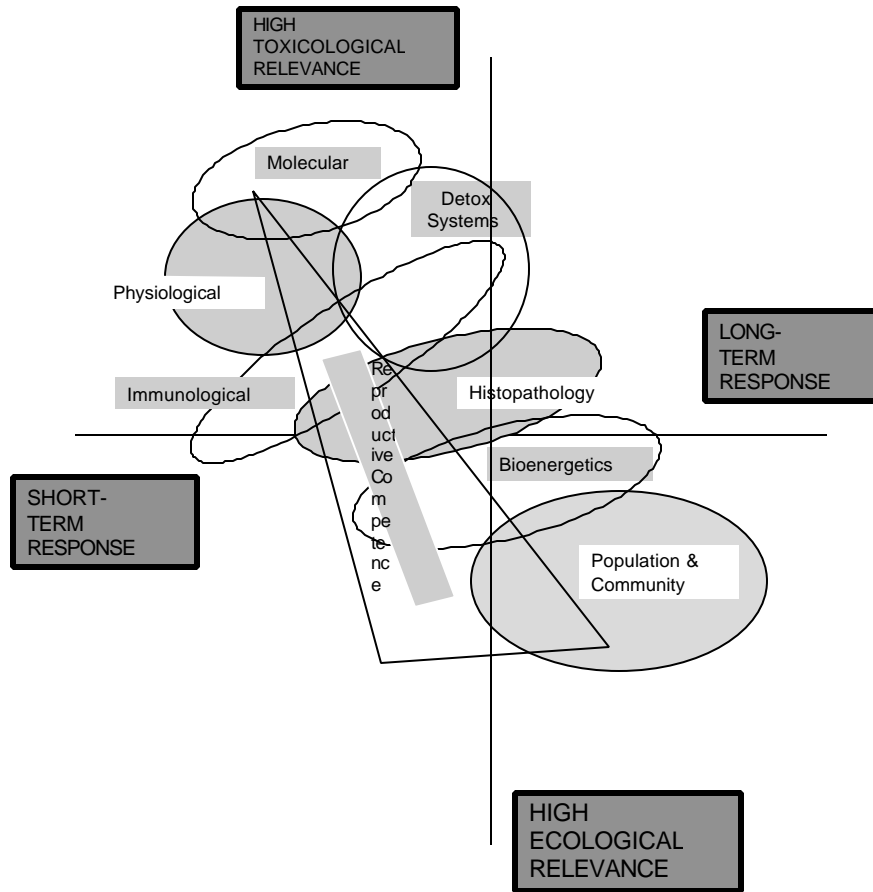 HIGH
TOXICOLOGICAL
RELEVANCE
Molecular
Detox
Systems
Physiological
LONG-
TERM
RESPONSE
Immunological
Histopathology
Re
pr
od
uct
ive
Co
m
pe
te
nc
e
Bioenergetics
SHORT-
TERM
RESPONSE
Population &
Community
HIGH
ECOLOGICAL
RELEVANCE